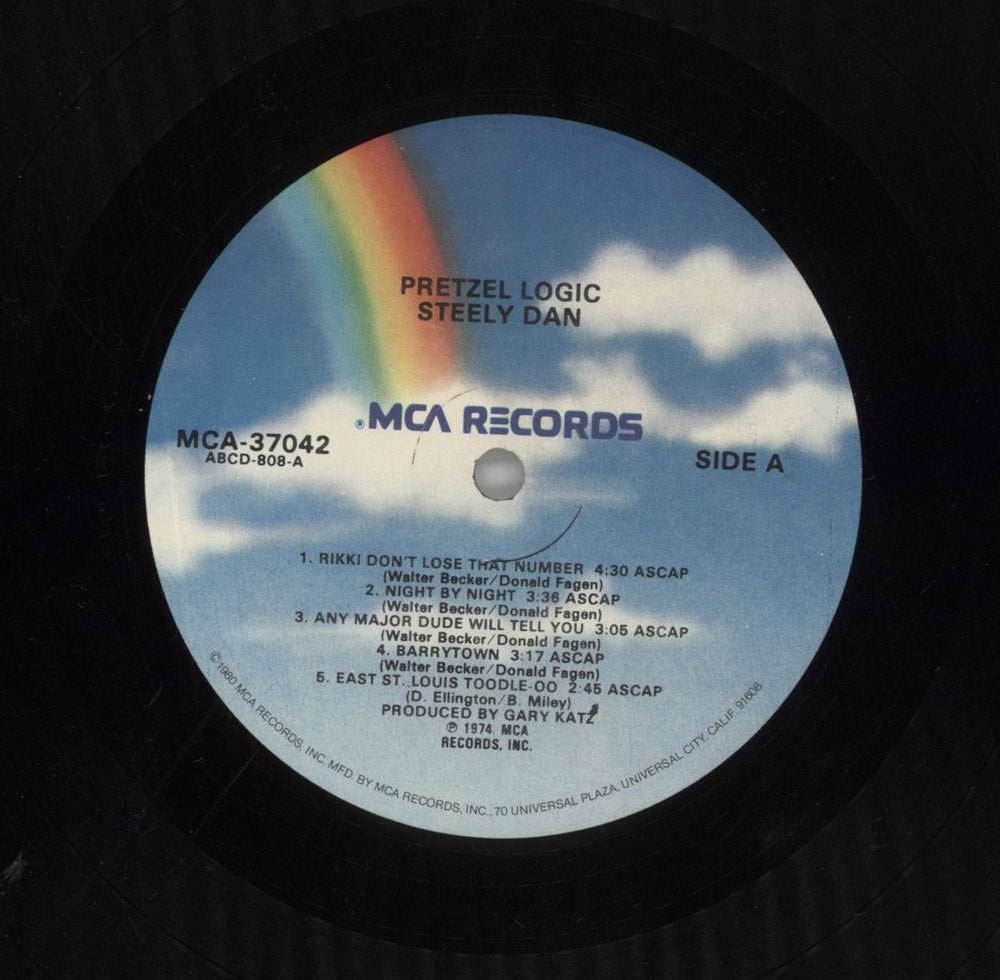 PRETZEL LOGIC
STEELY DAN
®MCA RECORDS
MCA-37042
ABCD-808-A
SIDE A
1. RIKKI DON'T LOSE THAT NUMBER 4:30 ASCAP
(Walter Becker/Donald Fagen)
2. NIGHT BY NIGHT 3:36 ASCAP
(Walter Becker/Donald Fagen)
3. ANY MAJOR DUDE WILL TELL YOU 3:05 ASCAP
(Walter Becker/Donald Fagen)
4. BARRYTOWN 3:17 ASCAP
(Walter Becker/Donald Fagen)
5. EAST ST. LOUIS TOODLE-OO 2:45 ASCAP
(D. Ellington/B. Miley)
PRODUCED BY GARY KATZ
℗ 1974 MCA
RECORDS, INC.
©1980 MCA RECORDS, INC. MFD. BY MCA RECORDS, INC., 70 UNIVERSAL PLAZA, UNIVERSAL CITY, CALIF. 91608